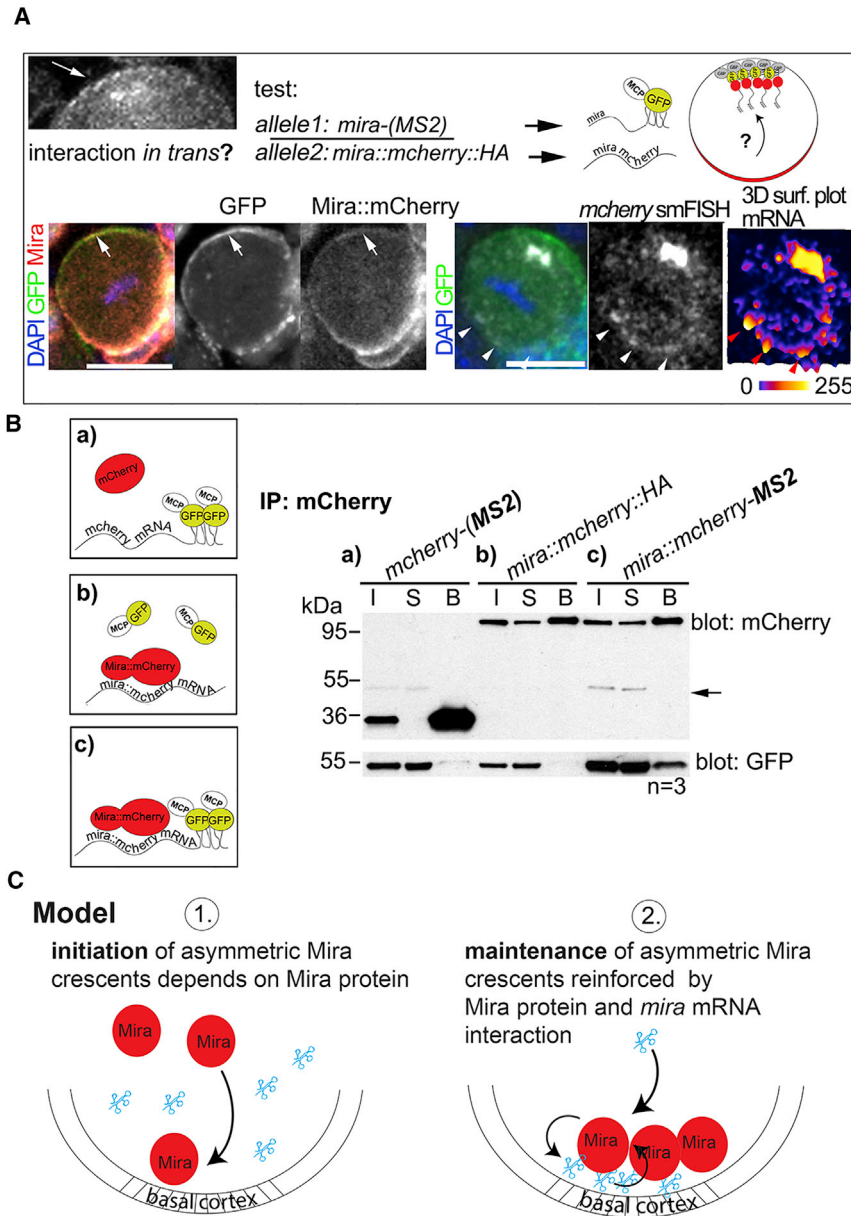 A
test:
allele1: mira-(MS2)
allele2: mira::mcherry::HA
interaction in trans?
MCP
GFP
mira
mira mcherry
GBP GBP GBP GBP
?
GFP
Mira::mCherry
mcherry smFISH
3D surf. plot
mRNA
DAPI GFP Mira
DAPI GFP
0 255
B
a)
mCherry
MCP MCP
GFP GFP
mcherry mRNA
b)
MCP GFP
MCP GFP
Mira::mCherry
mira::mcherry mRNA
c)
Mira::mCherry
MCP MCP
GFP GFP
mira::mcherry mRNA
IP: mCherry
a) mcherry-(MS2)
b) mira::mcherry::HA
c) mira::mcherry-MS2
kDa
I S B I S B I S B
95
55
36
55
blot: mCherry
blot: GFP
n=3
C
Model
1.
initiation of asymmetric Mira
crescents depends on Mira protein
Mira
Mira
Mira
basal cortex
2.
maintenance of asymmetric Mira
crescents reinforced by
Mira protein and mira mRNA
interaction
Mira
Mira
Mira
basal cortex